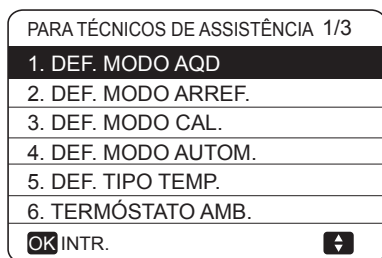 PARA TÉCNICOS DE ASSISTÊNCIA 1/3
1. DEF. MODO AQD
2. DEF. MODO ARREF.
3. DEF. MODO CAL.
4. DEF. MODO AUTOM.
5. DEF. TIPO TEMP.
6. TERMÓSTATO AMB.
OK INTR.